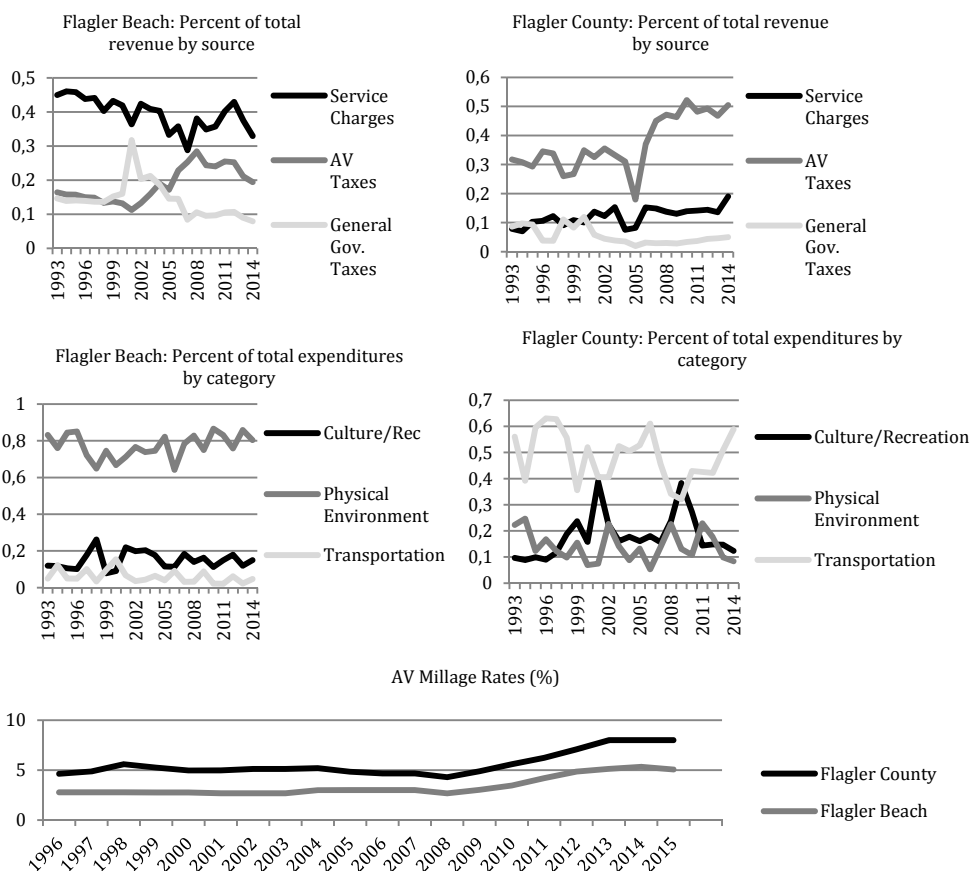 Flagler Beach: Percent of total
revenue by source
0,5
0,4
0,3
0,2
0,1
0
1993
1996
1999
2002
2005
2008
2011
2014
Service
Charges
AV
Taxes
General
Gov.
Taxes
Flagler County: Percent of total revenue
by source
0,6
0,5
0,4
0,3
0,2
0,1
0
1993
1996
1999
2002
2005
2008
2011
2014
Service
Charges
AV
Taxes
General
Gov.
Taxes
Flagler Beach: Percent of total expenditures
by category
1
0,8
0,6
0,4
0,2
0
1993
1996
1999
2002
2005
2008
2011
2014
Culture/Rec
Physical
Environment
Transportation
Flagler County: Percent of total expenditures by
category
0,7
0,6
0,5
0,4
0,3
0,2
0,1
0
1993
1996
1999
2002
2005
2008
2011
2014
Culture/Recreation
Physical
Environment
Transportation
AV Millage Rates (%)
10
5
0
1996
1997
1998
1999
2000
2001
2002
2003
2004
2005
2006
2007
2008
2009
2010
2011
2012
2013
2014
2015
Flagler County
Flagler Beach